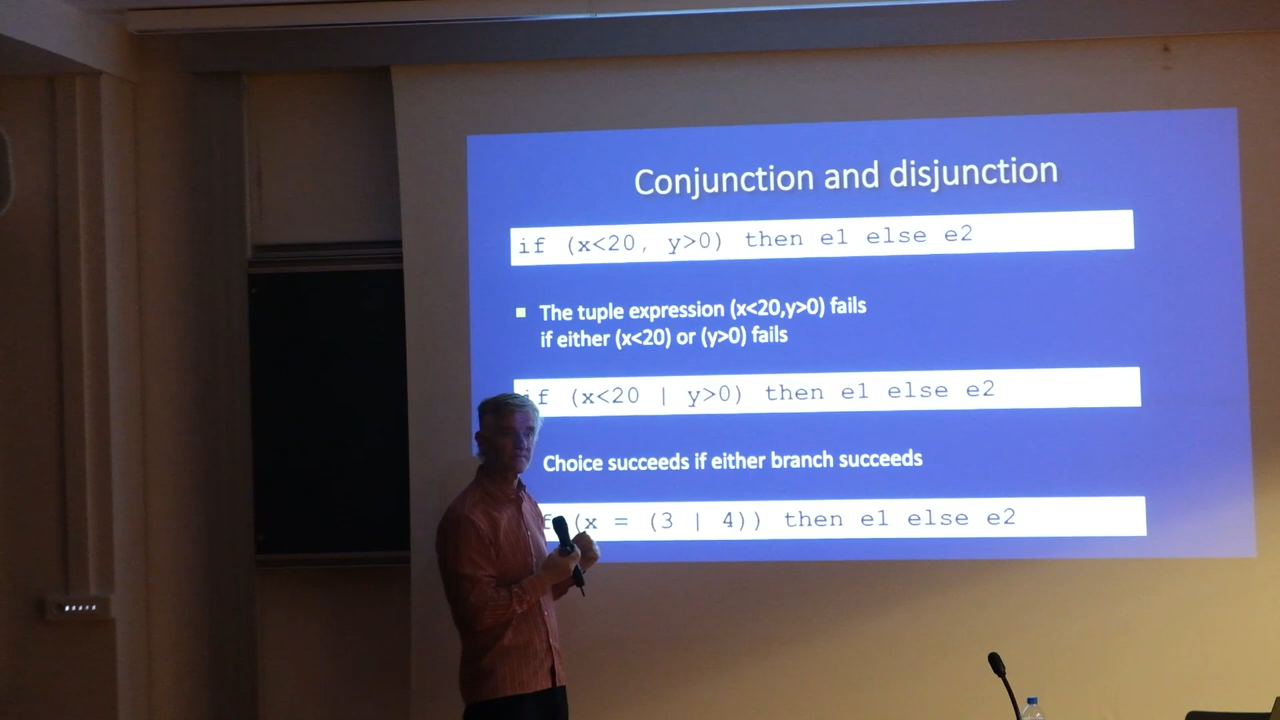 Conjunction and disjunction
if (x<20, y>0) then e1 else e2
The tuple expression (x<20,y>0) fails
if either (x<20) or (y>0) fails
if (x<20 | y>0) then e1 else e2
Choice succeeds if either branch succeeds
(x = (3 | 4)) then e1 else e2